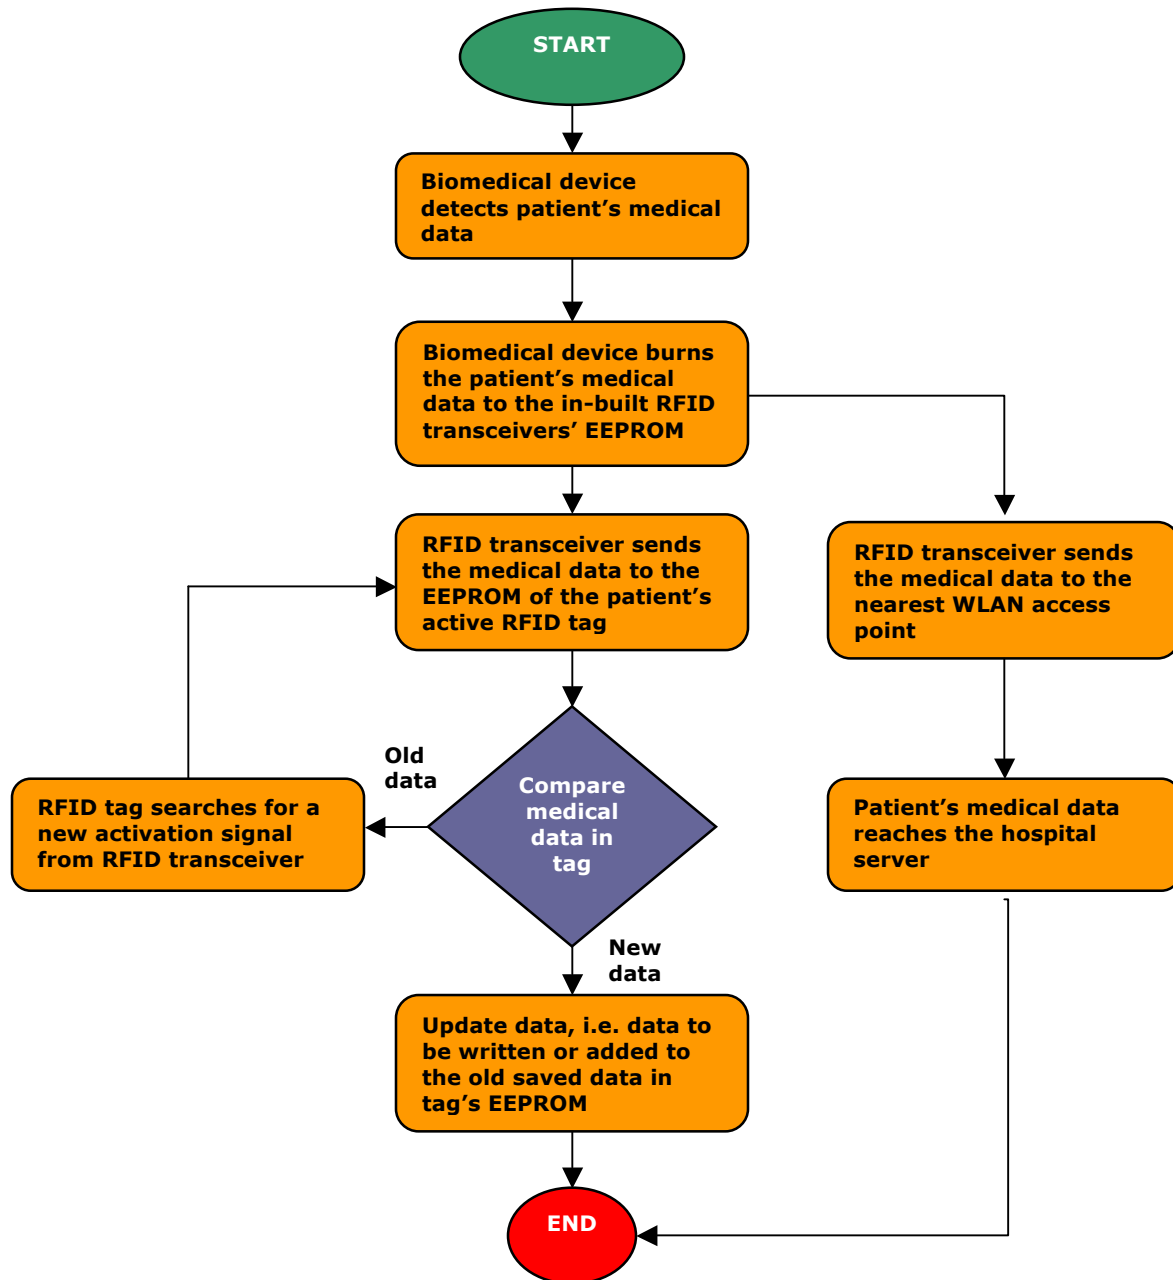 START
Biomedical device
detects patient’s medical
data
Biomedical device burns
the patient’s medical
data to the in-built RFID
transceivers’ EEPROM
RFID transceiver sends
the medical data to the
EEPROM of the patient’s
active RFID tag
RFID transceiver sends
the medical data to the
nearest WLAN access
point
Old
data
Compare
medical
data in
tag
RFID tag searches for a
new activation signal
from RFID transceiver
Patient’s medical data
reaches the hospital
server
New
data
Update data, i.e. data to
be written or added to
the old saved data in
tag’s EEPROM
END